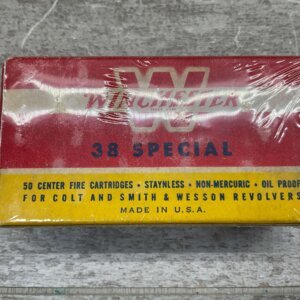 W
WINCHESTER
38 SPECIAL
50 CENTER FIRE CARTRIDGES • STAYNLESS • NON-MERCURIC • OIL PROOF
FOR COLT AND SMITH & WESSON REVOLVERS
MADE IN U.S.A.